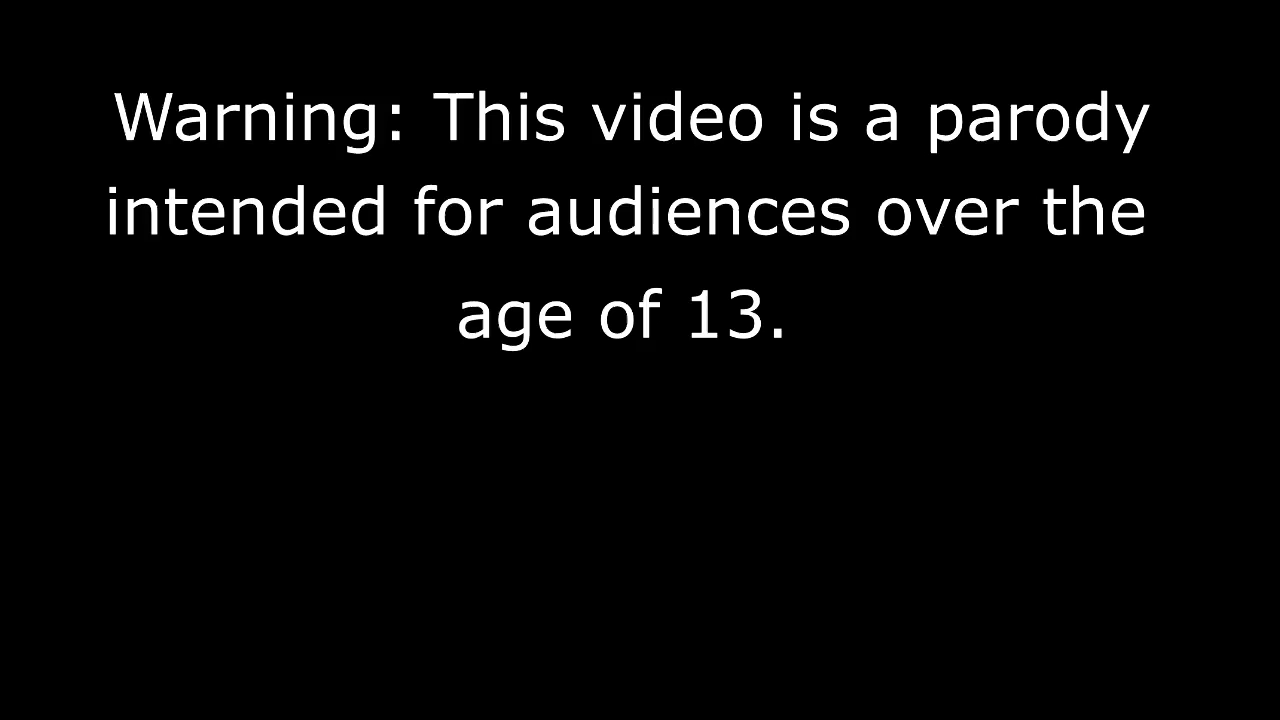 Warning: This video is a parody
intended for audiences over the
age of 13.